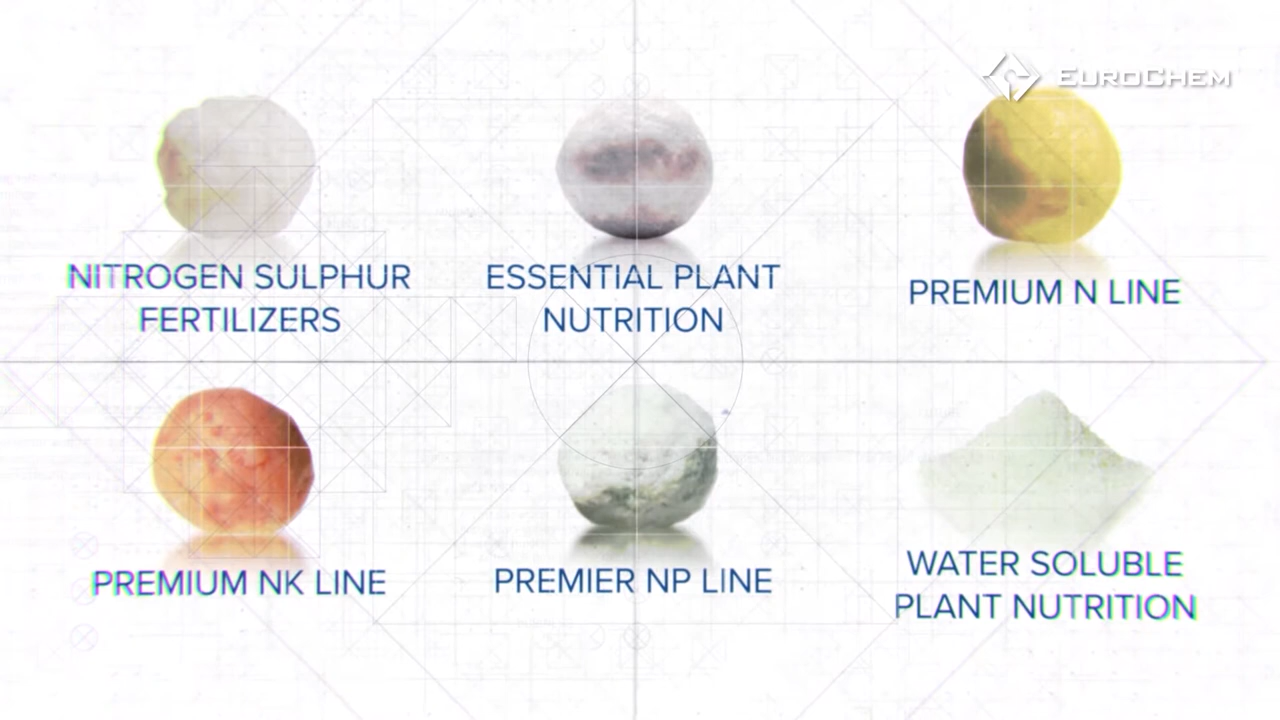 EUROCHEM
NITROGEN SULPHUR
FERTILIZERS
ESSENTIAL PLANT
NUTRITION
PREMIUM N LINE
PREMIUM NK LINE
PREMIER NP LINE
WATER SOLUBLE
PLANT NUTRITION